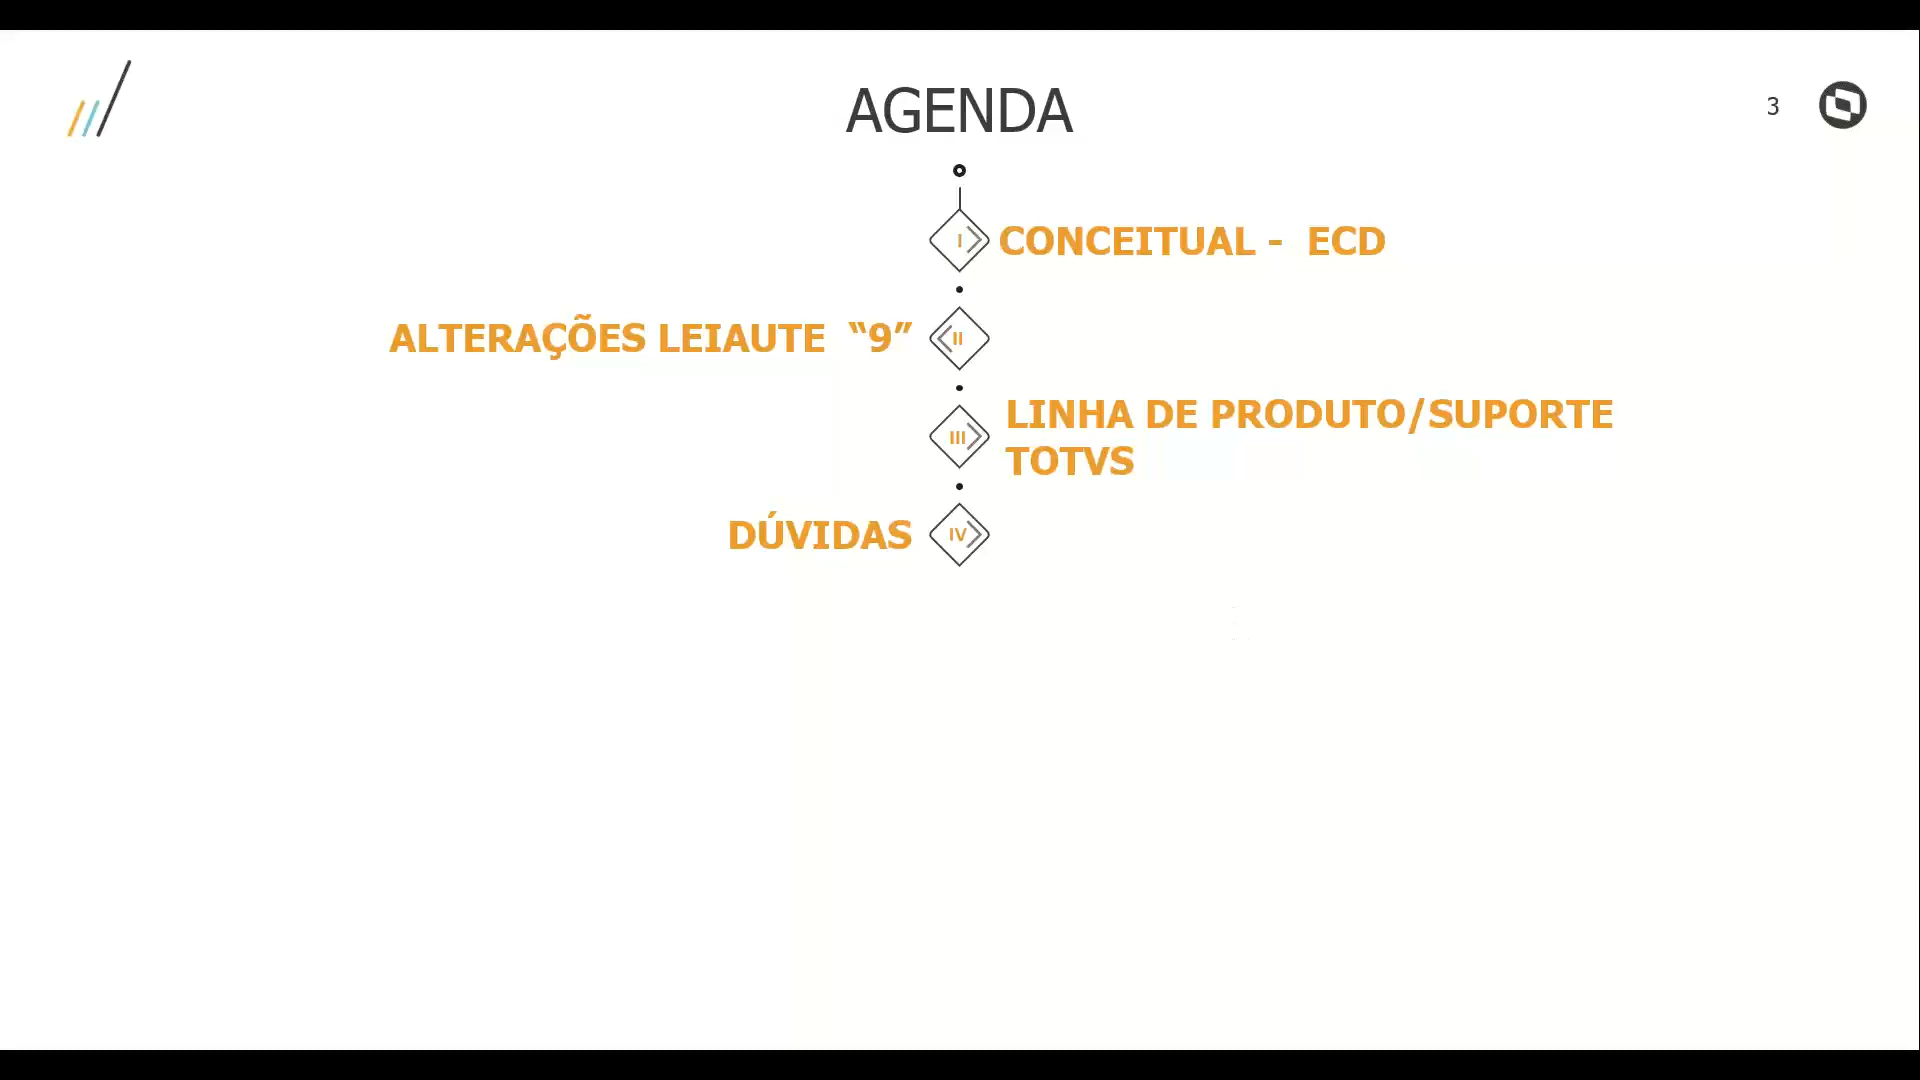 AGENDA
3
I
CONCEITUAL - ECD
ALTERAÇÕES LEIAUTE “9”
II
III
LINHA DE PRODUTO/SUPORTE
TOTVS
DÚVIDAS
IV